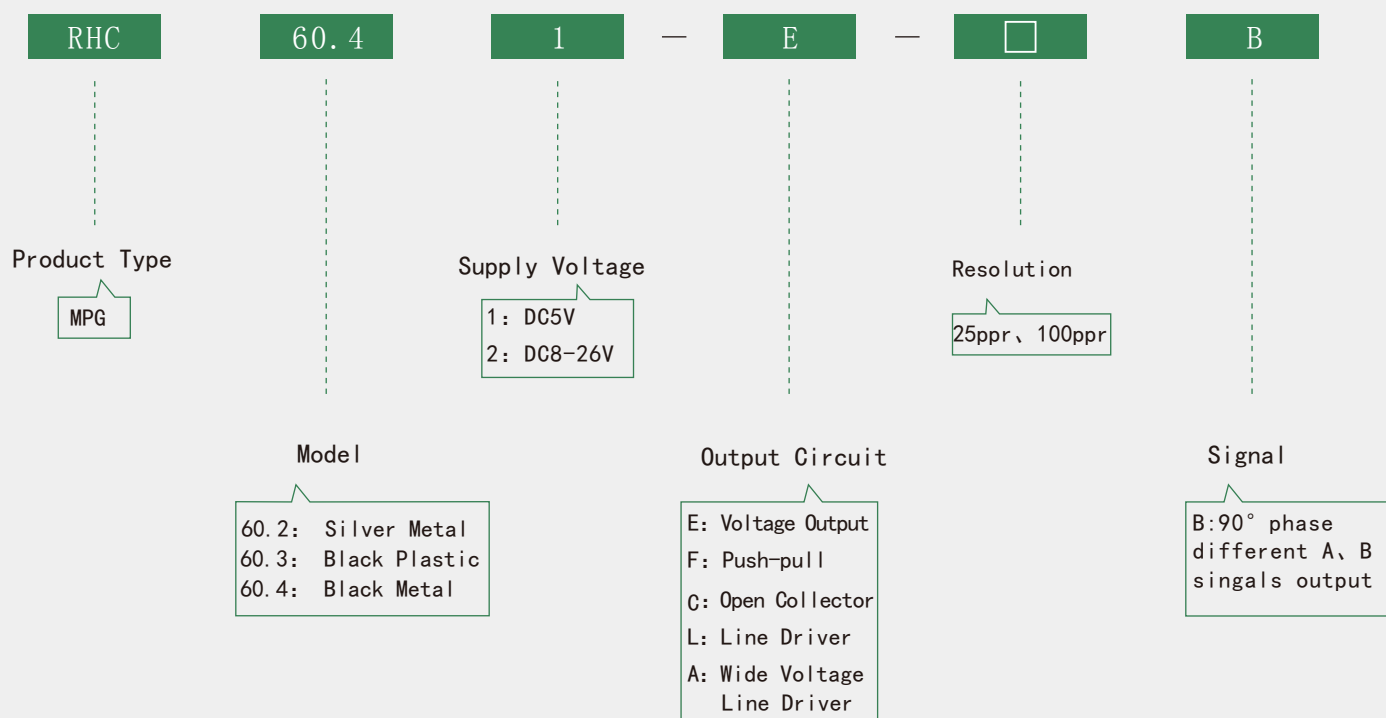 RHC 60.4 1 — E — □ B
Product Type
MPG
Supply Voltage
1: DC5V
2: DC8-26V
Resolution
25ppr、100ppr
Model
60.2: Silver Metal
60.3: Black Plastic
60.4: Black Metal
Output Circuit
E: Voltage Output
F: Push-pull
C: Open Collector
L: Line Driver
A: Wide Voltage
Line Driver
Signal
B:90° phase
different A、B
singals output